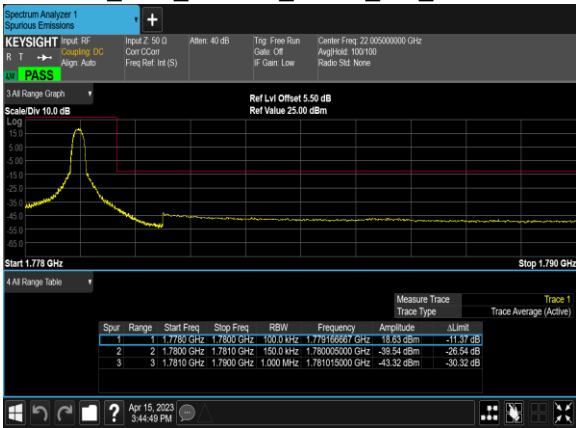 Spectrum Analyzer 1
Spurious Emissions
KEYSIGHT Input: RF
Coupling: DC
Align: Auto
Input Z: 50 Ω
Corr CCorr
Freq Ref: Int (S)
Atten: 40 dB
Trig: Free Run
Gate: Off
IF Gain: Low
Center Freq: 22.005000000 GHz
Avg|Hold: 100/100
Radio Std: None
R T
PASS
3 All Range Graph
Ref Lvl Offset 5.50 dB
Scale/Div 10.0 dB
Ref Value 25.00 dBm
Log
15.0
5.00
-5.00
-15.0
-25.0
-35.0
-45.0
-55.0
-65.0
Start 1.778 GHz
Stop 1.790 GHz
4 All Range Table
Measure Trace Trace 1
Trace Type Trace Average (Active)
Spur Range Start Freq Stop Freq RBW Frequency Amplitude ΔLimit
1 1 1.7780 GHz 1.7800 GHz 100.0 kHz 1.779166667 GHz 18.63 dBm -11.37 dB
2 2 1.7800 GHz 1.7810 GHz 150.0 kHz 1.780005000 GHz -39.54 dBm -26.54 dB
3 3 1.7810 GHz 1.7900 GHz 1.000 MHz 1.781015000 GHz -43.32 dBm -30.32 dB
Apr 15, 2023
3:44:49 PM